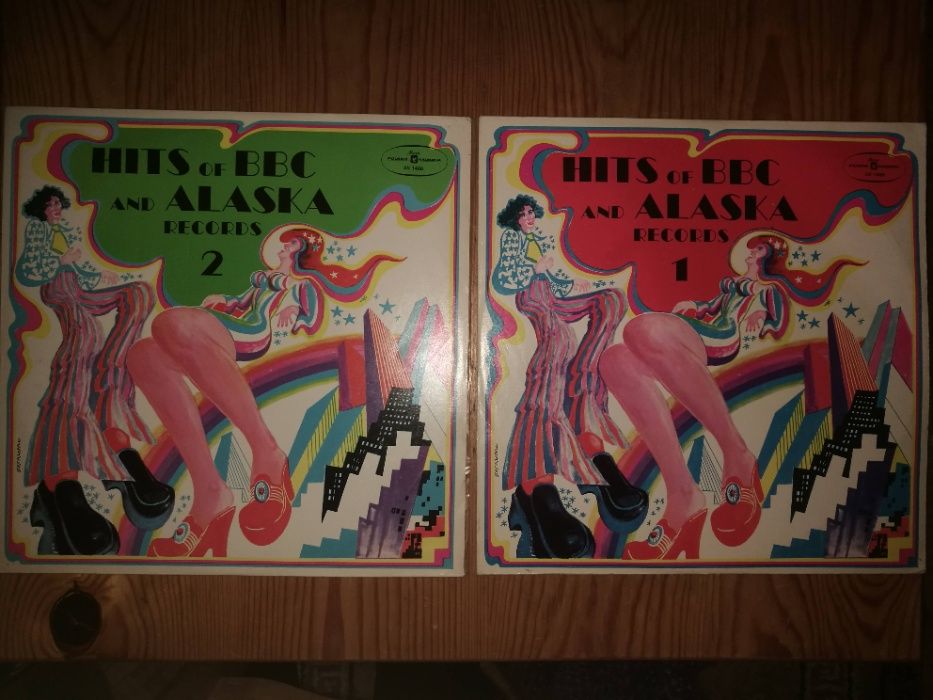 HITS OF BBC
AND ALASKA
RECORDS
2
HITS OF BBC
AND ALASKA
RECORDS
1